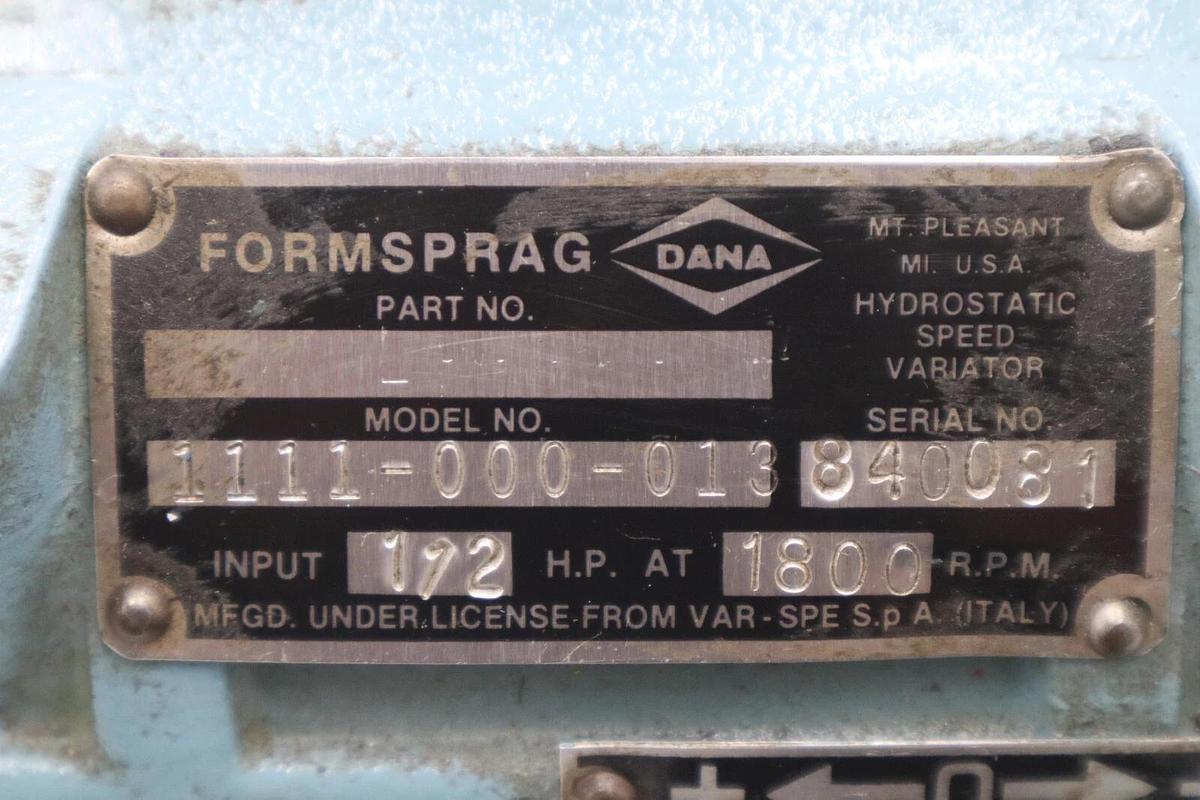 FORMSPRAG DANA
MT. PLEASANT
MI. U.S.A.
HYDROSTATIC
SPEED
VARIATOR
PART NO.
MODEL NO.
1111-000-013
SERIAL NO.
840081
INPUT 1/2 H.P. AT 1800 R.P.M.
MFGD. UNDER LICENSE FROM VAR-SPE S.p A. (ITALY)
+ ← 0 →